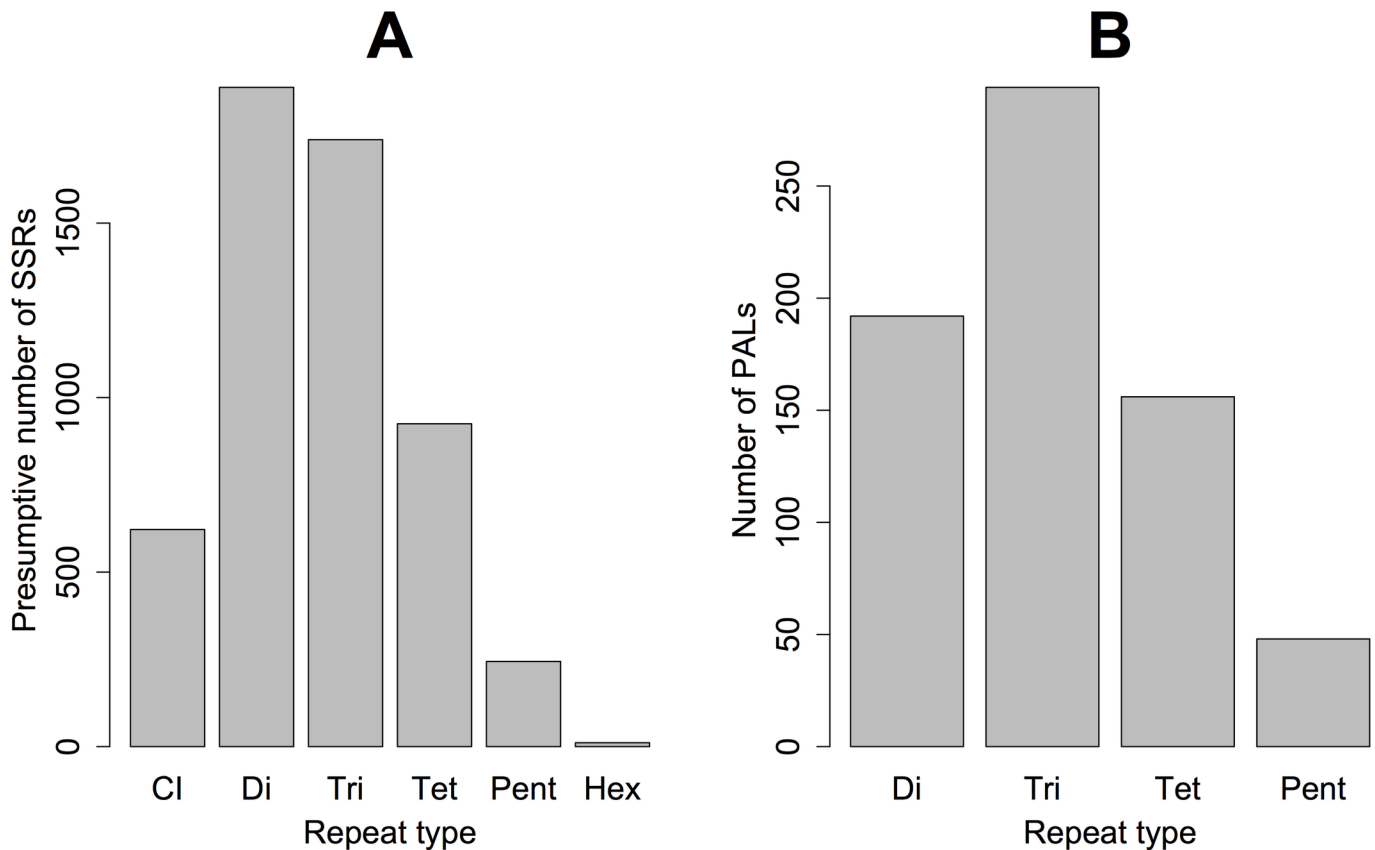 A
Presumptive number of SSRs
1500
1000
500
0
Cl Di Tri Tet Pent Hex
Repeat type
B
Number of PALs
250
200
150
100
50
0
Di Tri Tet Pent
Repeat type